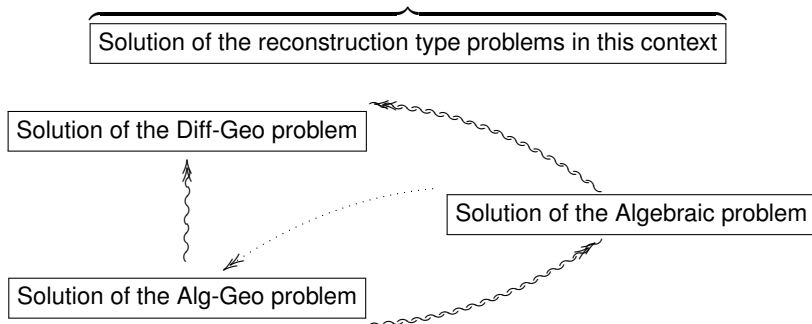 Solution of the reconstruction type problems in this context
Solution of the Diff-Geo problem
Solution of the Algebraic problem
Solution of the Alg-Geo problem